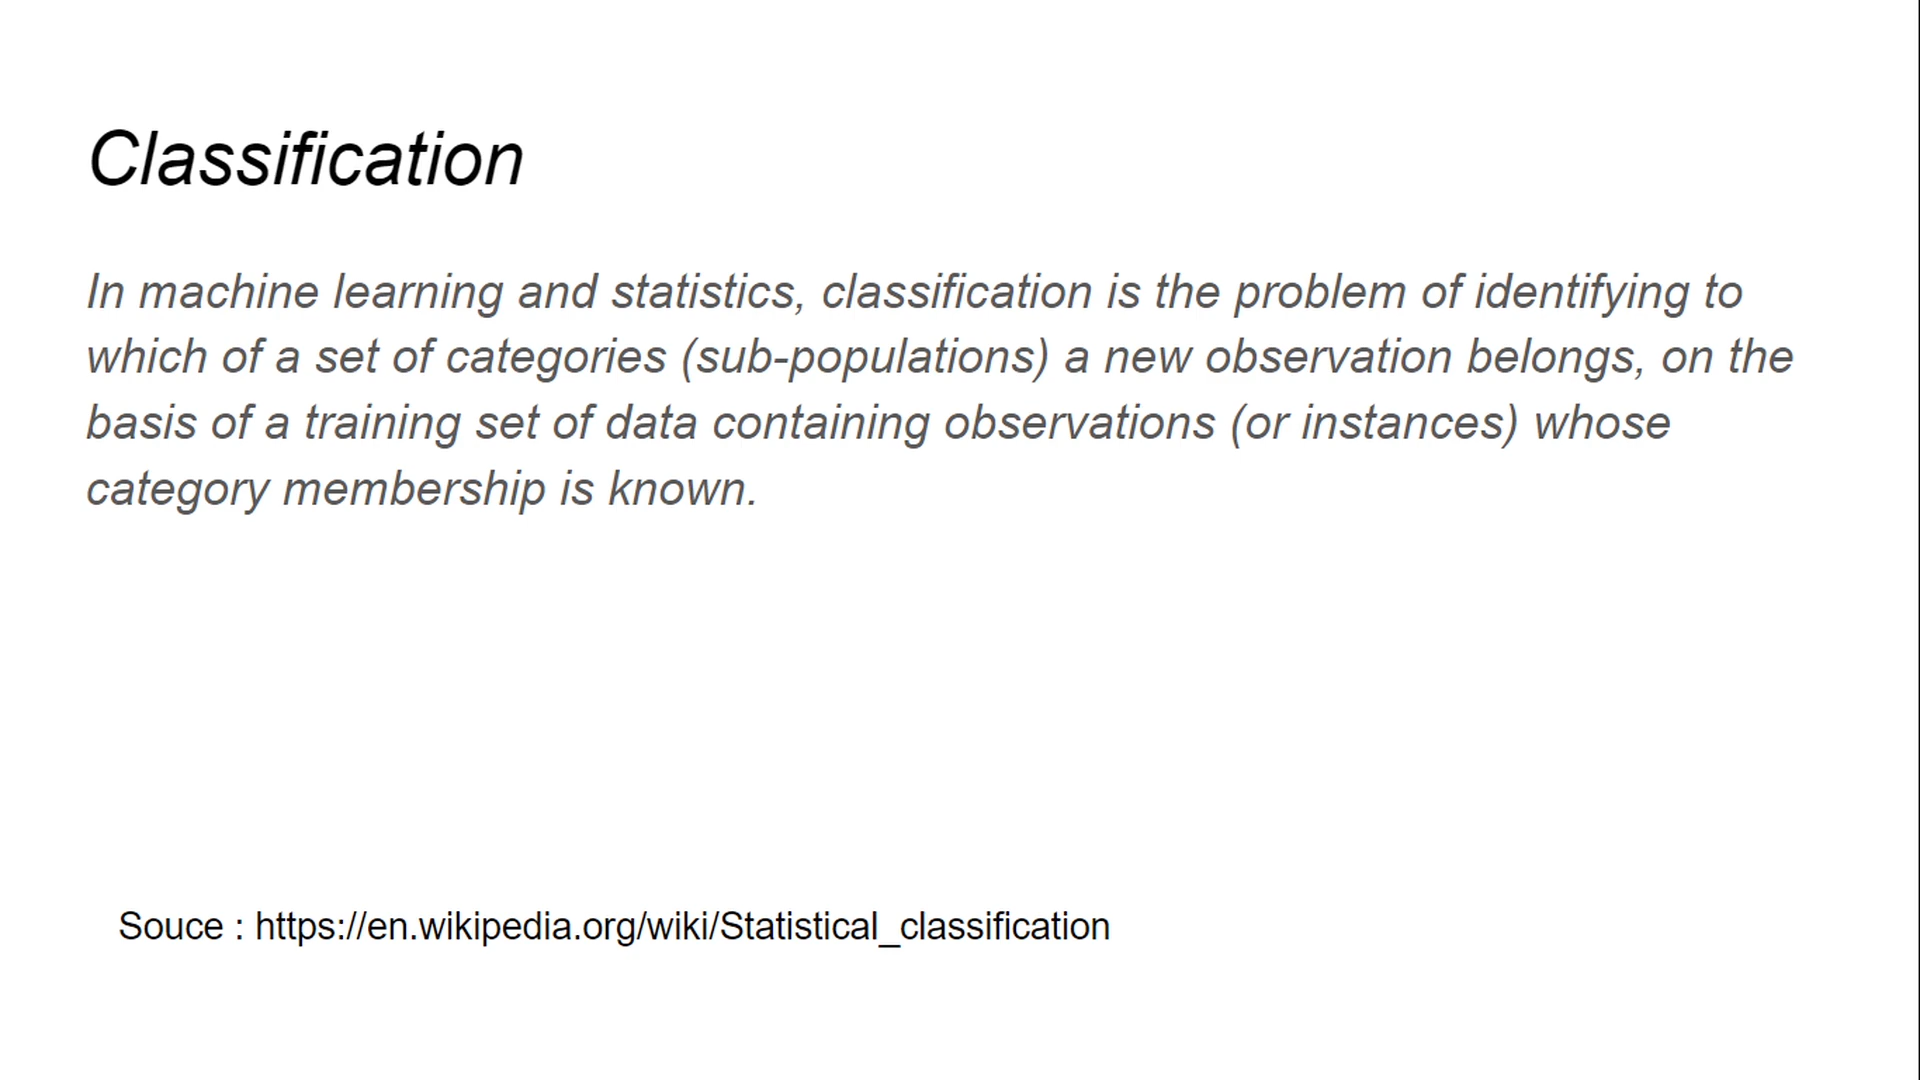 Classification
In machine learning and statistics, classification is the problem of identifying to
which of a set of categories (sub-populations) a new observation belongs, on the
basis of a training set of data containing observations (or instances) whose
category membership is known.
Souce : https://en.wikipedia.org/wiki/Statistical_classification